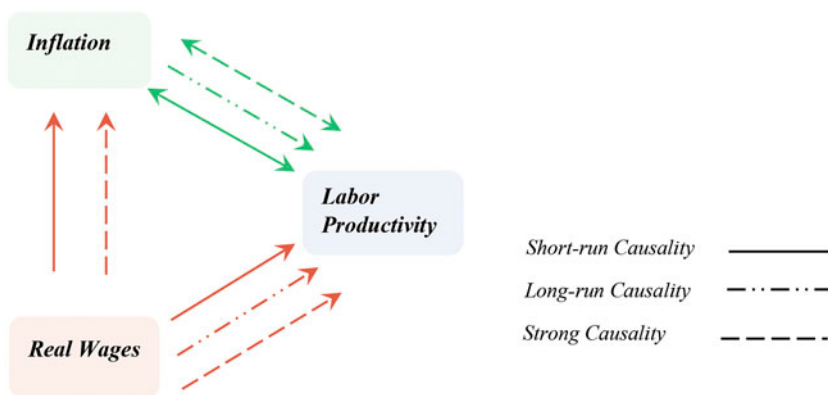 Inflation
Labor
Productivity
Real Wages
Short-run Causality
Long-run Causality
Strong Causality